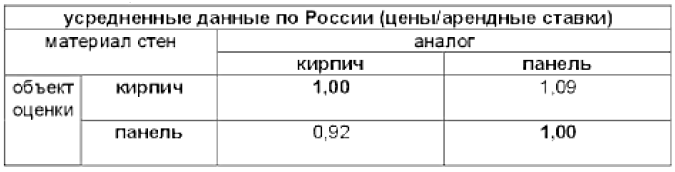 усредненные данные по России (цены/арендные ставки)
материал стен аналог
кирпич панель
объект оценки кирпич 1,00 1,09
панель 0,92 1,00